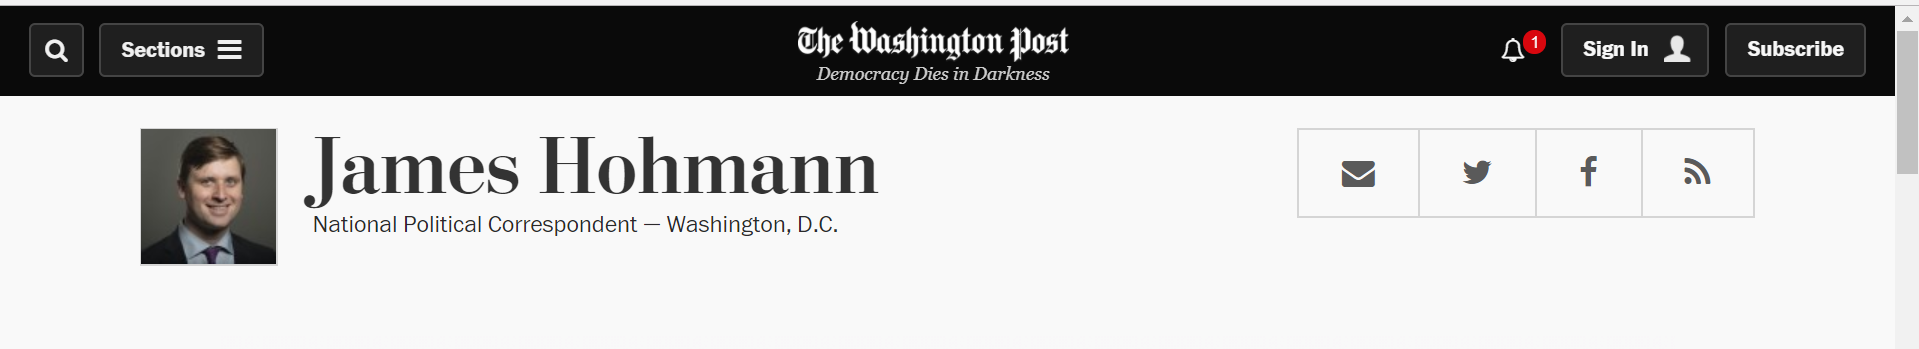 Sections
The Washington Post
Democracy Dies in Darkness
1
Sign In
Subscribe
James Hohmann
National Political Correspondent — Washington, D.C.